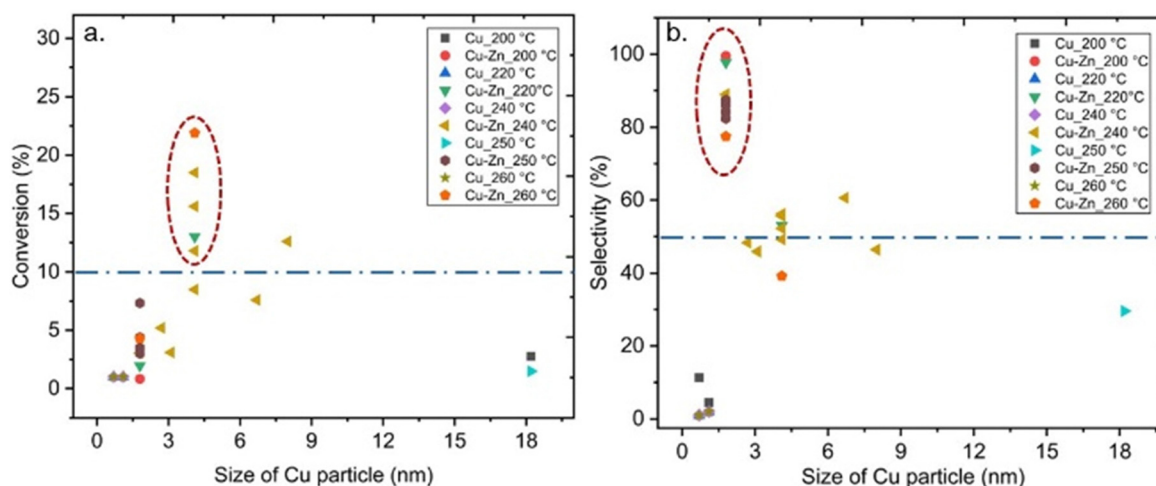 a.
30
25
20
15
10
5
0
Conversion (%)
0 3 6 9 12 15 18
Size of Cu particle (nm)
Cu_200 °C
Cu-Zn_200 °C
Cu_220 °C
Cu-Zn_220°C
Cu_240 °C
Cu-Zn_240 °C
Cu_250 °C
Cu-Zn_250 °C
Cu_260 °C
Cu-Zn_260 °C
b.
100
80
60
40
20
0
Selectivity (%)
0 3 6 9 12 15 18
Size of Cu particle (nm)
Cu_200 °C
Cu-Zn_200 °C
Cu_220 °C
Cu-Zn_220°C
Cu_240 °C
Cu-Zn_240 °C
Cu_250 °C
Cu-Zn_250 °C
Cu_260 °C
Cu-Zn_260 °C